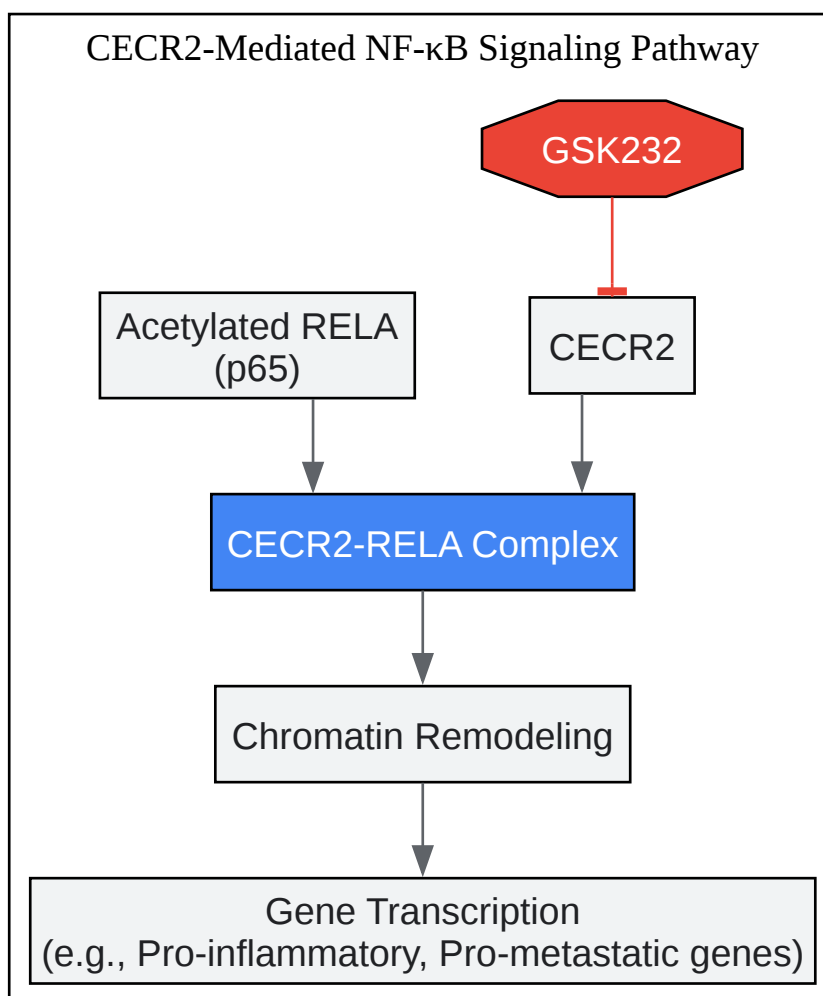 CECR2-Mediated NF-κB Signaling Pathway
GSK232
Acetylated RELA
(p65)
CECR2
CECR2-RELA Complex
Chromatin Remodeling
Gene Transcription
(e.g., Pro-inflammatory, Pro-metastatic genes)